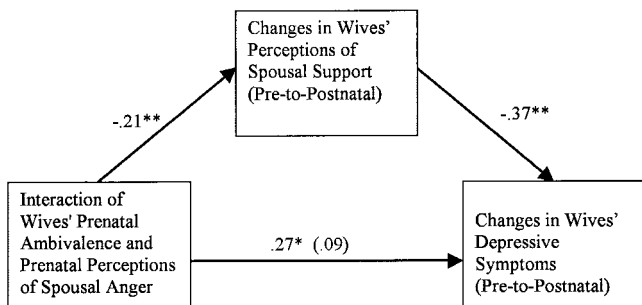 Changes in Wives'
Perceptions of
Spousal Support
(Pre-to-Postnatal)
-.21**
-.37**
Interaction of
Wives' Prenatal
Ambivalence and
Prenatal Perceptions
of Spousal Anger
.27* (.09)
Changes in Wives'
Depressive
Symptoms
(Pre-to-Postnatal)